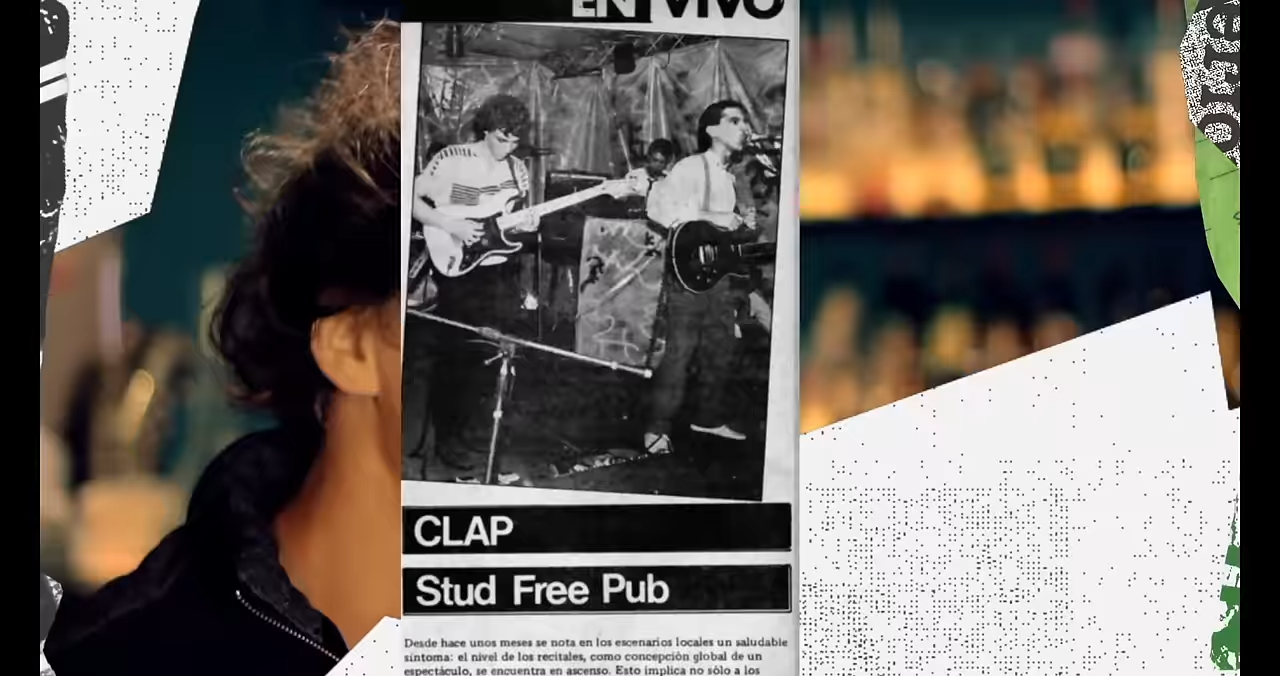 EN VIVO
CLAP
Stud Free Pub
Desde hace unos meses se nota en los escenarios locales un saludable
síntoma: el nivel de los recitales, como concepción global de un
espectáculo, se encuentra en ascenso. Esto implica no sólo a los